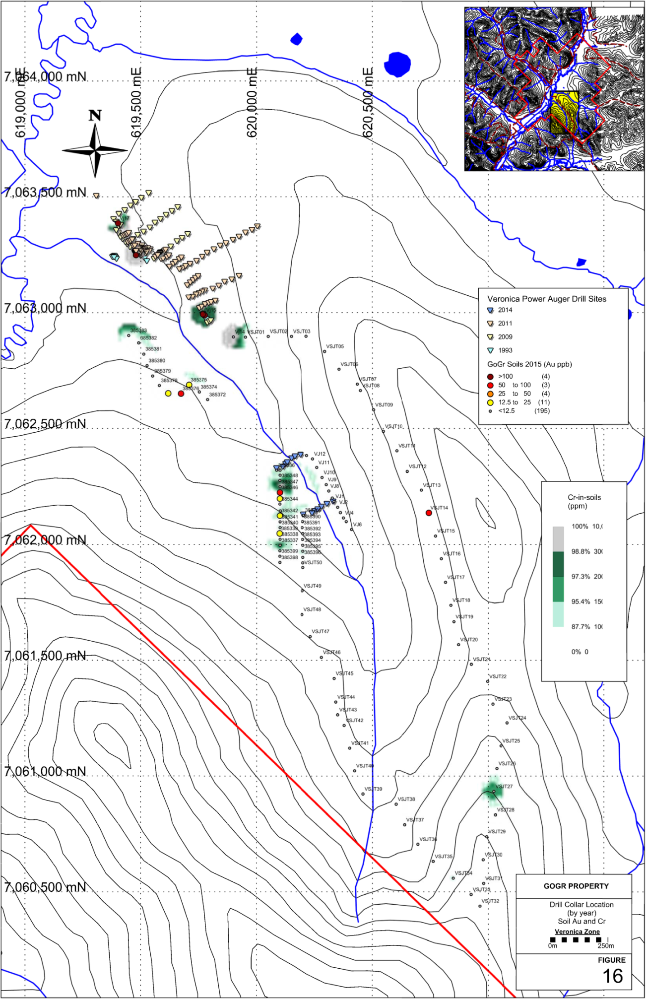 7,064,000 mN
619,000 mE
619,500 mE
620,000 mE
620,500 mE
N
7,063,500 mN
Vj17
7,063,000 mN
Vj15
Vj14
VSJT01
VSJT02
VSJT03
385383
685382
385381
385380
385379
385378
385375
385376
385374
385372
VSJT05
VSJT06
VSJT07
VSJT08
VSJT09
7,062,500 mN
VSJT10
VSJT11
VSJT12
VSJT13
VSJT14
VSJT15
VSJT16
VSJT17
VSJT18
VSJT19
VSJT20
VJ12
VJ11
VJ10
VJ9
VJ8
VJ1
VJ2
VJ4
VJ6
385348
385347
385346
385344
385342
385341
385340
385339
385338
385337
385399
385398
385390
385391
385392
385393
385394
385395
385396
7,062,000 mN
VSJT50
VSJT49
VSJT48
VSJT47
VSJT46
7,061,500 mN
VSJT21
VSJT22
VSJT45
VSJT44
VSJT43
VSJT42
VSJT41
VSJT40
VSJT39
VSJT23
VSJT24
VSJT25
VSJT26
7,061,000 mN
VSJT27
VSJT28
VSJT29
VSJT30
VSJT31
VSJT38
VSJT37
VSJT36
VSJT35
VSJT34
VSJT33
VSJT32
7,060,500 mN
Veronica Power Auger Drill Sites
2014
2011
2009
1993
GoGr Soils 2015 (Au ppb)
>100 (4)
50 to 100 (3)
25 to 50 (4)
12.5 to 25 (11)
<12.5 (195)
Cr-in-soils
(ppm)
100% 10,0
98.8% 300
97.3% 200
95.4% 150
87.7% 100
0% 0
GOGR PROPERTY
Drill Collar Location
(by year)
Soil Au and Cr
Veronica Zone
0m 250m
FIGURE
16